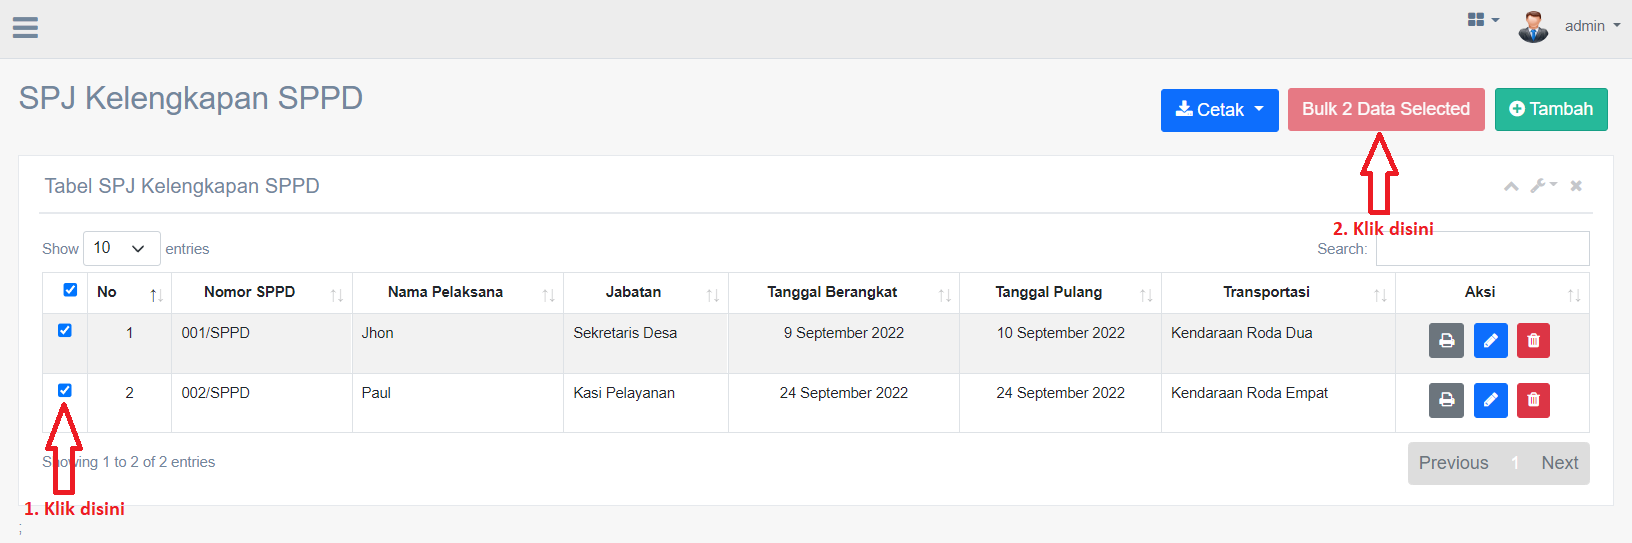 admin
SPJ Kelengkapan SPPD
Cetak
Bulk 2 Data Selected
Tambah
Tabel SPJ Kelengkapan SPPD
2. Klik disini
Show 10 entries
Search:
No Nomor SPPD Nama Pelaksana Jabatan Tanggal Berangkat Tanggal Pulang Transportasi Aksi
1 001/SPPD Jhon Sekretaris Desa 9 September 2022 10 September 2022 Kendaraan Roda Dua
2 002/SPPD Paul Kasi Pelayanan 24 September 2022 24 September 2022 Kendaraan Roda Empat
Showing 1 to 2 of 2 entries
Previous 1 Next
1. Klik disini
;